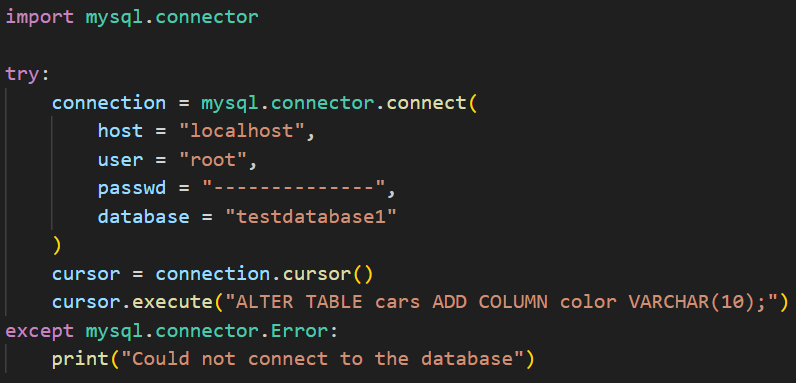 import mysql.connector

try:
    connection = mysql.connector.connect(
        host = "localhost",
        user = "root",
        passwd = "--------------",
        database = "testdatabase1"
    )
    cursor = connection.cursor()
    cursor.execute("ALTER TABLE cars ADD COLUMN color VARCHAR(10);")
except mysql.connector.Error:
    print("Could not connect to the database")